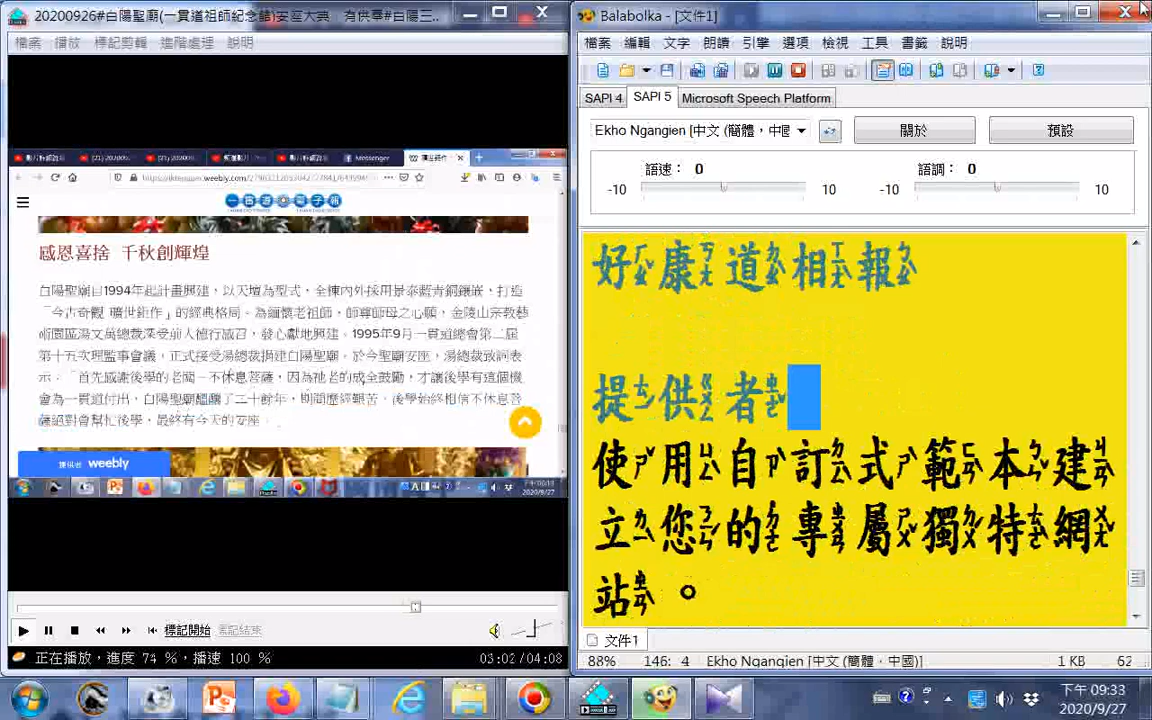 20200926#白陽聖廟(一貫道祖師紀念館)安座大典 有供奉#白陽三...
檔案 播放 標記剪輯 進階處理 說明
Messenger
感恩喜捨 千秋創輝煌
白陽聖廟自1994年起計畫興建，以天壇為型式，全棟內外採用景泰藍青銅鑲嵌，打造
「今古奇觀 曠世鉅作」的經典格局。為緬懷老祖師，師尊師母之心願，金陵山宗教藝
術園區湯文萬總裁深受前人德行感召，發心獻地興建。1995年9月一貫道總會第二屆
第十五次理監事會議，正式接受湯總裁捐建白陽聖廟。於今聖廟安座，湯總裁致詞表
示：「首先感謝後學的老闆－不休息菩薩，因為祂老的成全鼓勵，才讓後學有這個機
會為一貫道付出，白陽聖廟醞釀了二十餘年，期間歷經艱苦，後學始終相信不休息菩
薩絕對會幫忙後學，最終有今天的安座。
提供者 weebly
下午 09:11
2020/9/27
標記開始 標記結束
正在播放，進度 74 %，播速 100 %
03:02/04:08
Balabolka - [文件1]
檔案 編輯 文字 朗讀 引擎 選項 檢視 工具 書籤 說明
SAPI 4 SAPI 5 Microsoft Speech Platform
Ekho Ngangien [中文 (簡體，中國
關於 預設
語速： 0 語調： 0
-10 10 -10 10
好康道相報
提供者
使用自訂式範本建
立您的專屬獨特網
站。
文件1
88% 146: 4 Ekho Ngangien [中文 (簡體，中國)] 1 KB 62
下午 09:33
2020/9/27